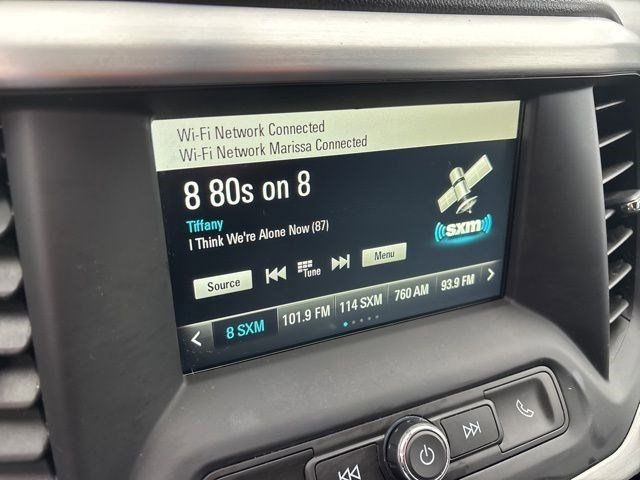 Wi-Fi Network Connected
Wi-Fi Network Marissa Connected
8 80s on 8
Tiffany
I Think We're Alone Now (87)
sxm
Source
Tune
Menu
8 SXM 101.9 FM 114 SXM 760 AM 93.9 FM